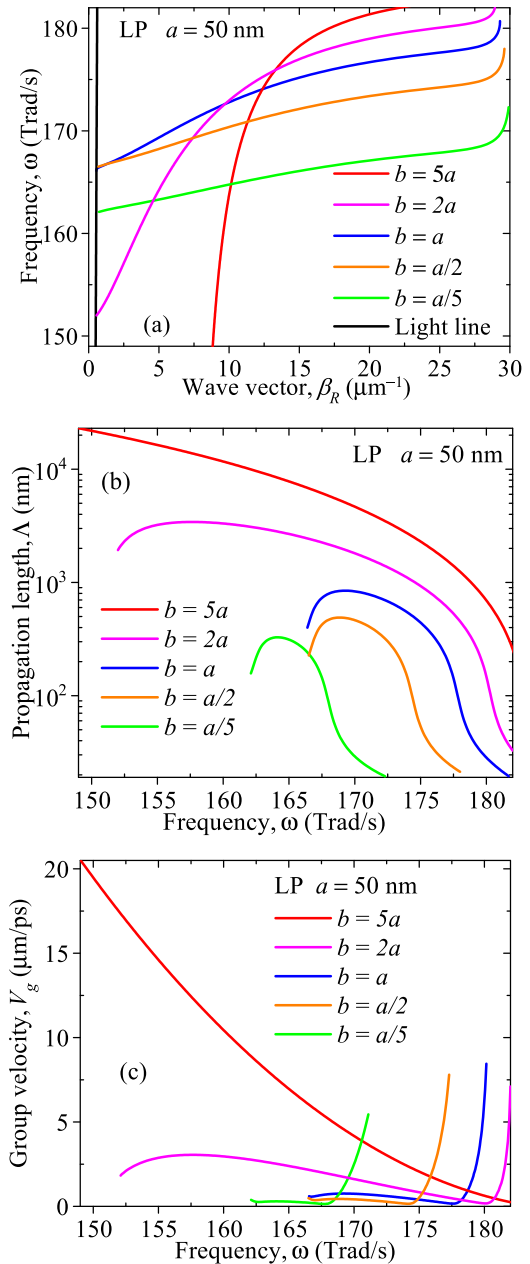 LP a = 50 nm
180
170
160
150
Frequency, ω (Trad/s)
b = 5a
b = 2a
b = a
b = a/2
b = a/5
Light line
(a)
0 5 10 15 20 25 30
Wave vector, βR (μm⁻¹)
(b)
LP a = 50 nm
10⁴
10³
10²
Propagation length, Λ (nm)
b = 5a
b = 2a
b = a
b = a/2
b = a/5
150 155 160 165 170 175 180
Frequency, ω (Trad/s)
20
15
10
5
0
Group velocity, Vg (μm/ps)
LP a = 50 nm
b = 5a
b = 2a
b = a
b = a/2
b = a/5
(c)
150 155 160 165 170 175 180
Frequency, ω (Trad/s)